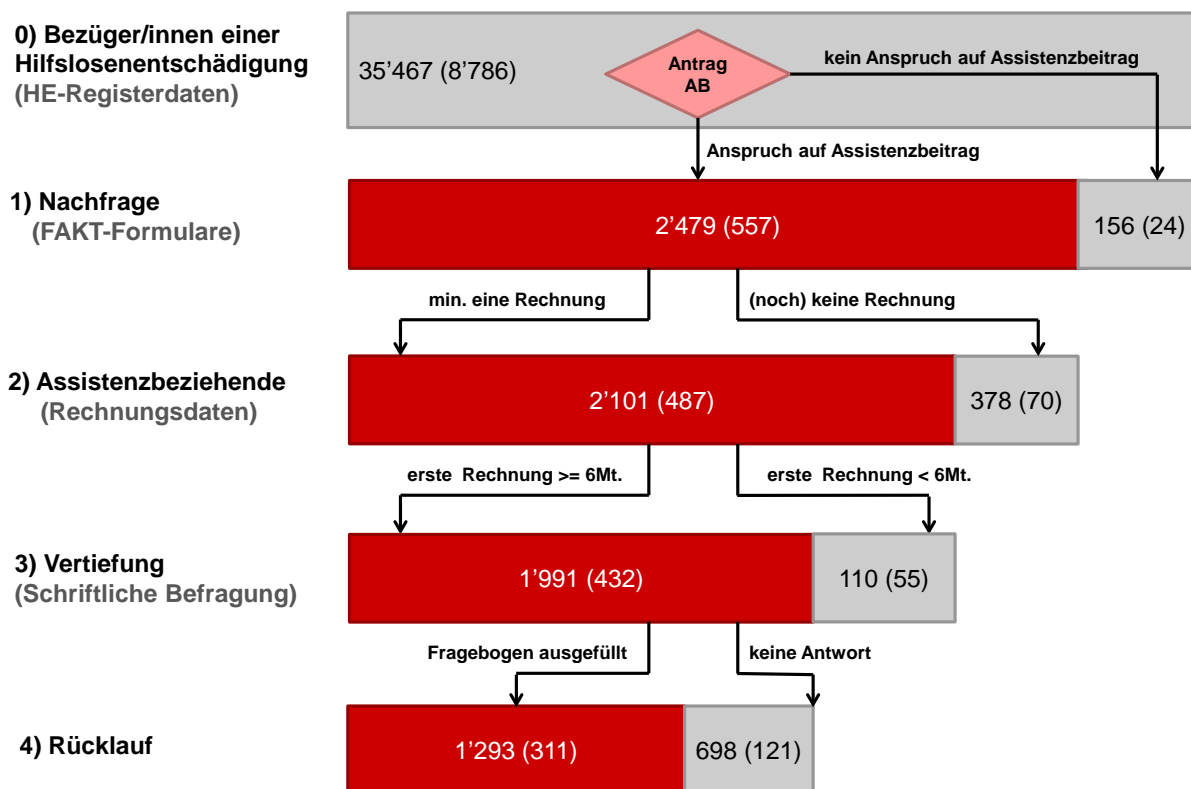 0) Bezüger/innen einer
Hilfslosenentschädigung
(HE-Registerdaten)
35’467 (8’786)
Antrag
AB
kein Anspruch auf Assistenzbeitrag
Anspruch auf Assistenzbeitrag
1) Nachfrage
(FAKT-Formulare)
2’479 (557)
156 (24)
min. eine Rechnung
(noch) keine Rechnung
2) Assistenzbeziehende
(Rechnungsdaten)
2’101 (487)
378 (70)
erste Rechnung >= 6Mt.
erste Rechnung < 6Mt.
3) Vertiefung
(Schriftliche Befragung)
1’991 (432)
110 (55)
Fragebogen ausgefüllt
keine Antwort
4) Rücklauf
1’293 (311)
698 (121)